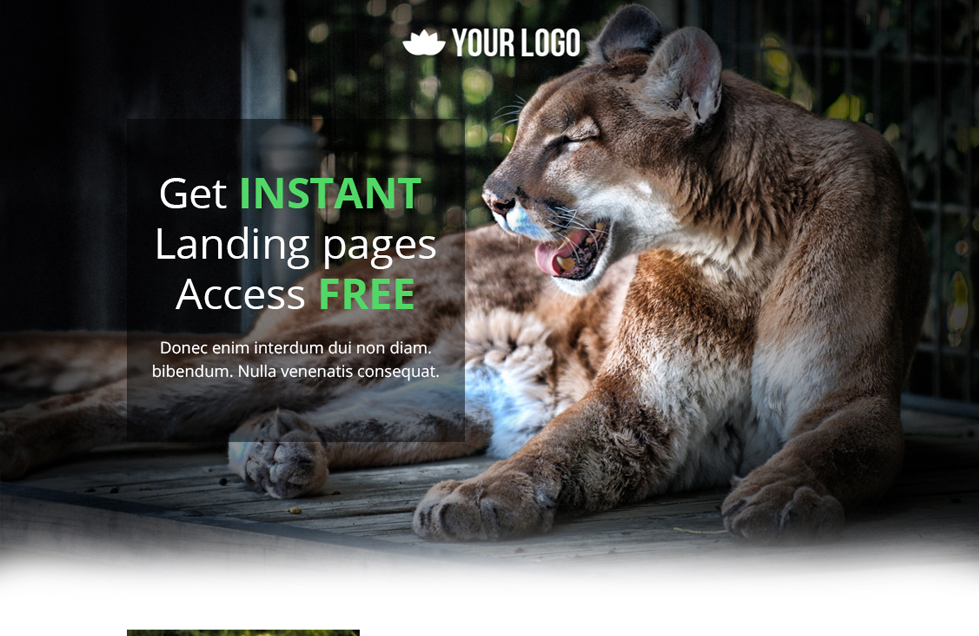 YOUR LOGO
Get INSTANT
Landing pages
Access FREE
Donec enim interdum dui non diam.
bibendum. Nulla venenatis consequat.